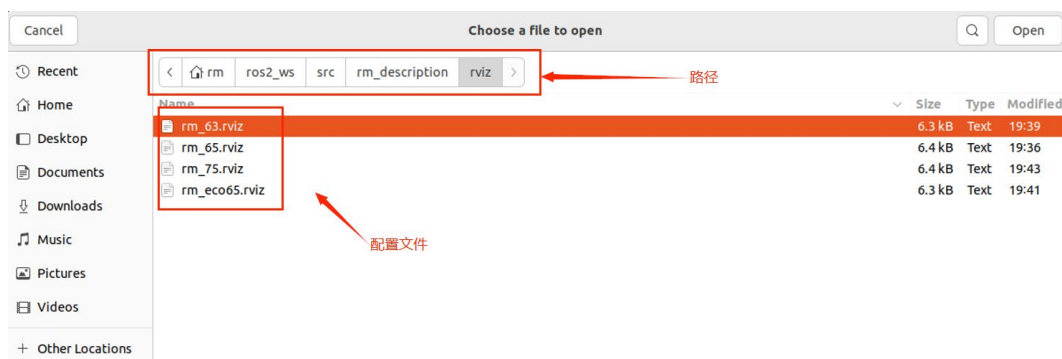 Cancel Choose a file to open Open
Recent rm ros2_ws src rm_description rviz 路径
Home Name Size Type Modified
rm_63.rviz 6.3 kB Text 19:39
Desktop rm_65.rviz 6.4 kB Text 19:36
Documents rm_75.rviz 6.4 kB Text 19:43
rm_eco65.rviz 6.3 kB Text 19:41
Downloads
Music 配置文件
Pictures
Videos
Other Locations